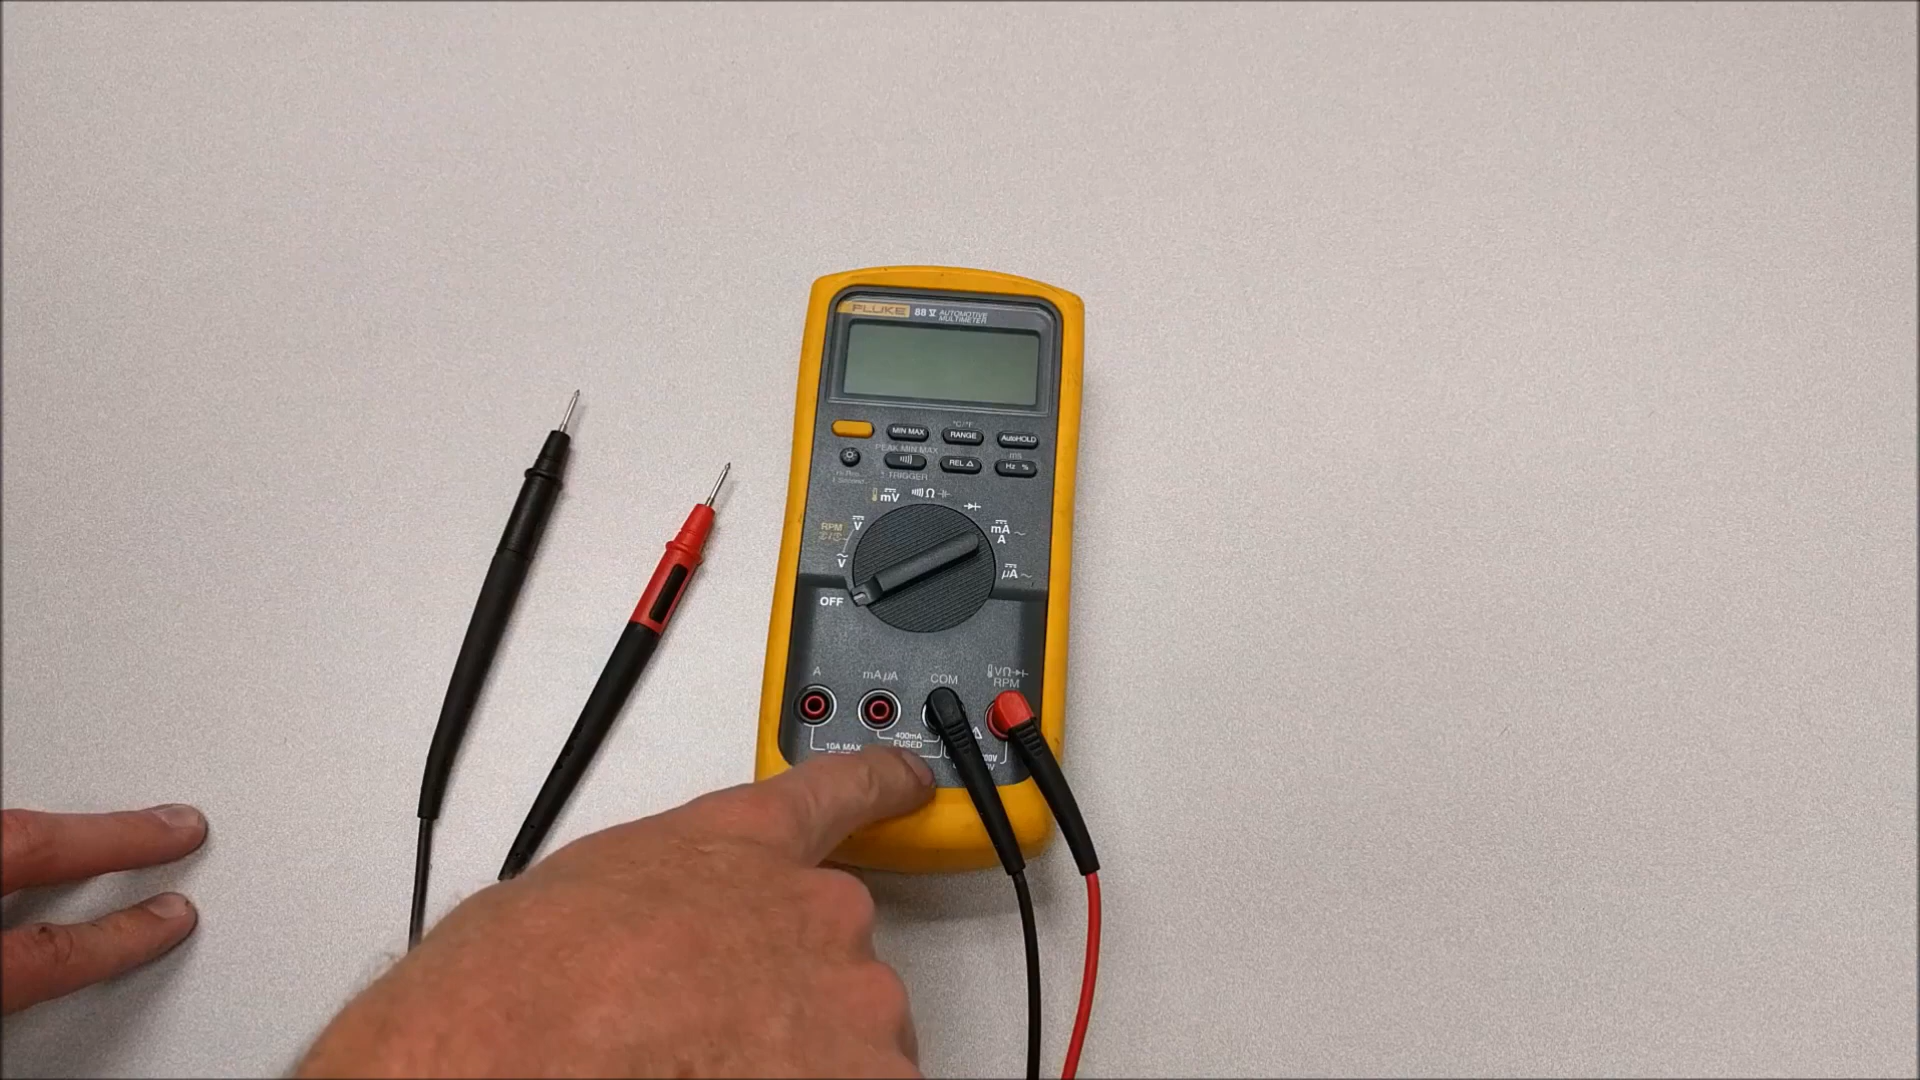 FLUKE 88 V AUTOMOTIVE
MULTIMETER
°C/°F
MIN MAX RANGE AutoHOLD
PEAK MIN MAX ms
REL Δ Hz %
TRIGGER
mV Ω
RPM V mA
A
V µA
OFF
A mA µA COM VΩ
RPM
400mA
10A MAX FUSED